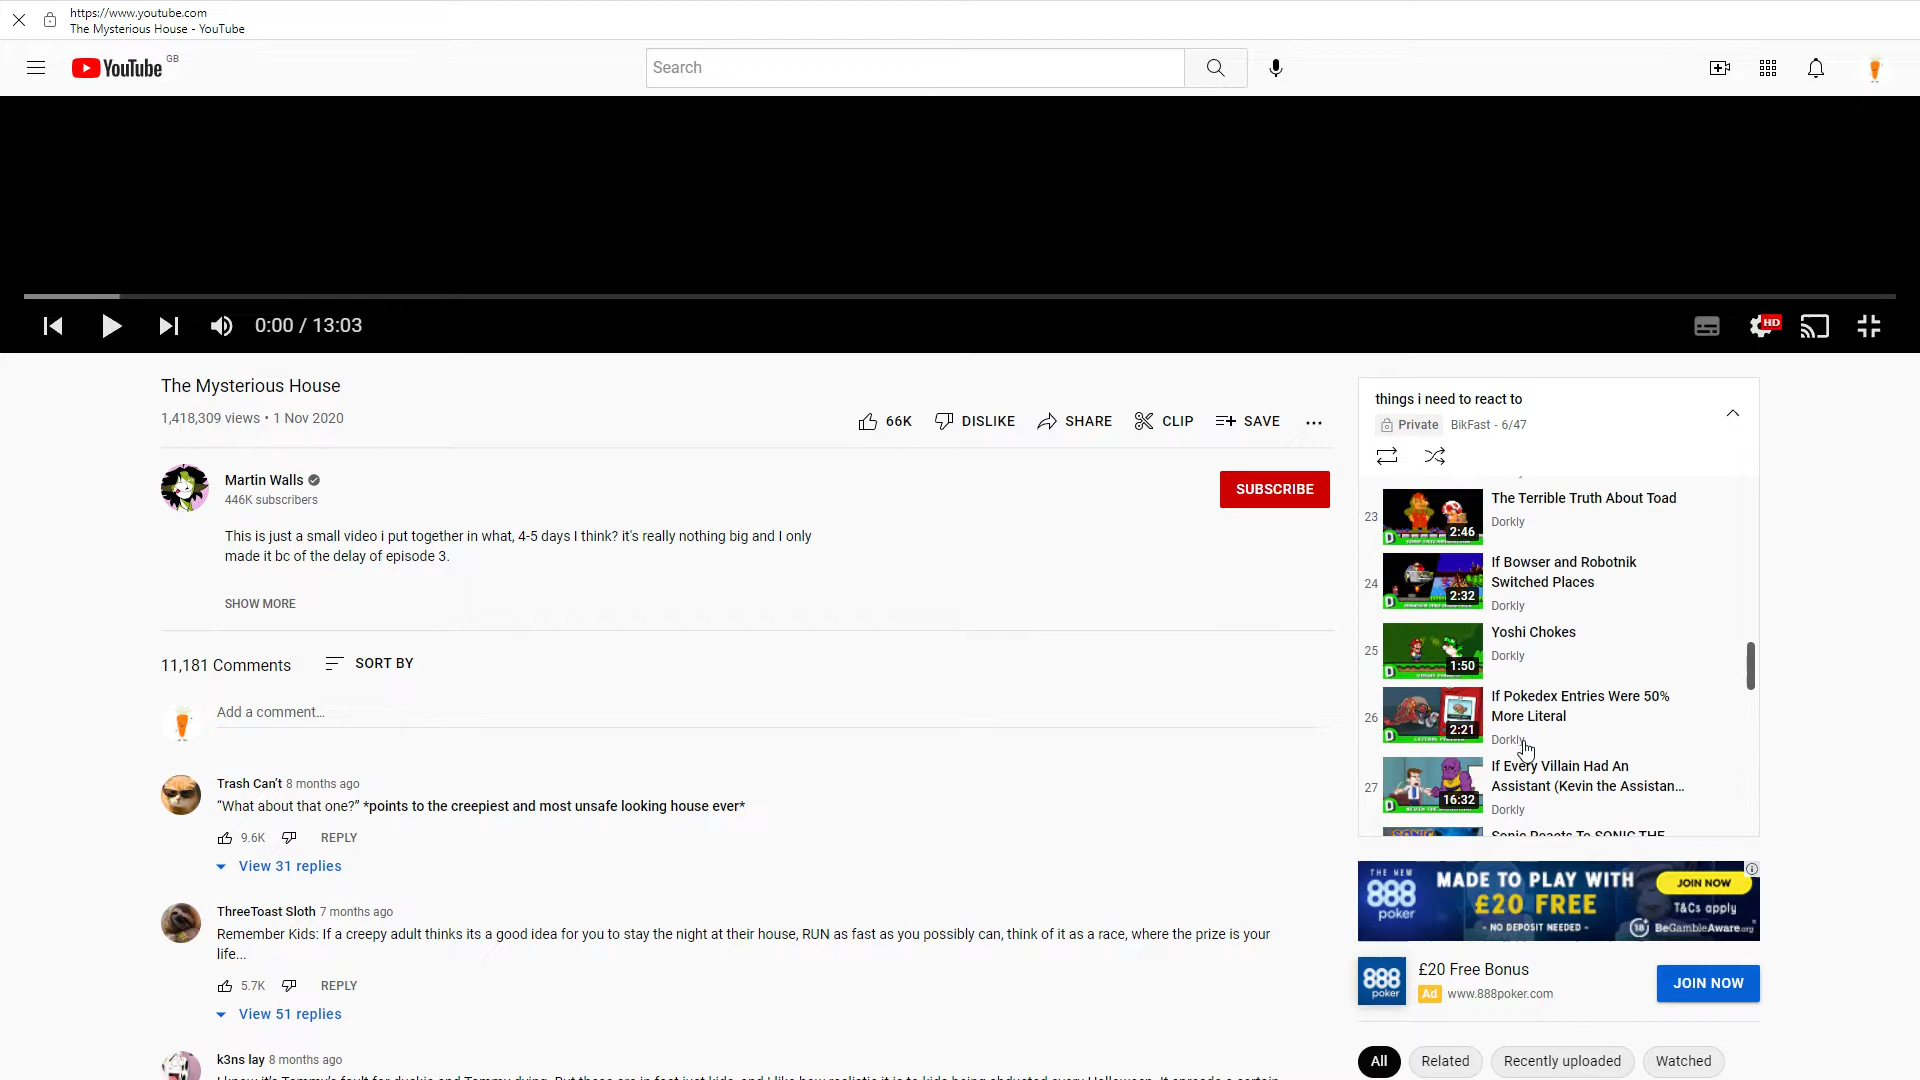 https://www.youtube.com
The Mysterious House - YouTube
YouTube GB
Search
0:00 / 13:03
HD
The Mysterious House
1,418,309 views • 1 Nov 2020
66K DISLIKE SHARE CLIP SAVE ...
Martin Walls
446K subscribers
SUBSCRIBE
This is just a small video i put together in what, 4-5 days I think? it's really nothing big and I only
made it bc of the delay of episode 3.
SHOW MORE
11,181 Comments SORT BY
Add a comment...
Trash Can't 8 months ago
“What about that one?” *points to the creepiest and most unsafe looking house ever*
9.6K REPLY
View 31 replies
ThreeToast Sloth 7 months ago
Remember Kids: If a creepy adult thinks its a good idea for you to stay the night at their house, RUN as fast as you possibly can, think of it as a race, where the prize is your
life...
5.7K REPLY
View 51 replies
k3ns lay 8 months ago
things i need to react to
Private BikFast - 6/47
23
2:46
The Terrible Truth About Toad
Dorkly
24
2:32
If Bowser and Robotnik
Switched Places
Dorkly
25
YOSHI CHOKES
1:50
Yoshi Chokes
Dorkly
26
2:21
If Pokedex Entries Were 50%
More Literal
Dorkly
27
16:32
If Every Villain Had An
Assistant (Kevin the Assistan...
Dorkly
Sonic Reacts To SONIC THE
THE NEW
888
poker
MADE TO PLAY WITH
£20 FREE
- NO DEPOSIT NEEDED -
JOIN NOW
T&Cs apply
18 BeGambleAware.org
888
poker
£20 Free Bonus
Ad www.888poker.com
JOIN NOW
All Related Recently uploaded Watched